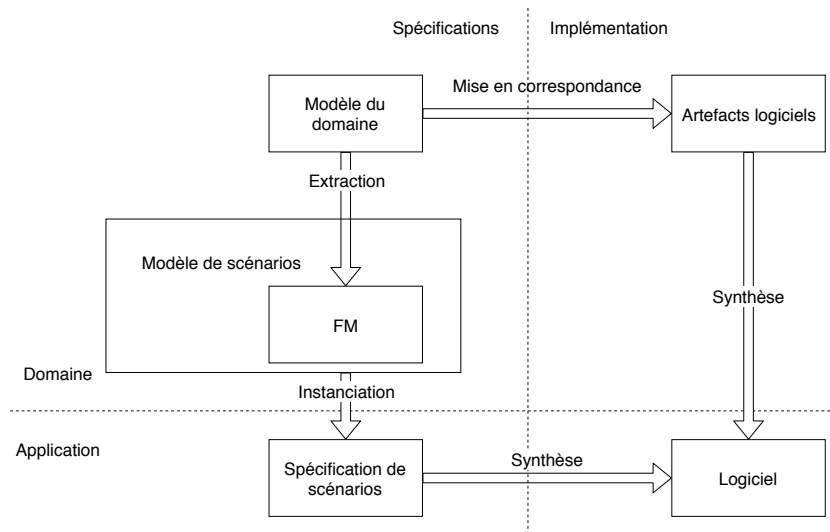 Spécifications
Implémentation
Modèle du
domaine
Mise en correspondance
Artefacts logiciels
Extraction
Modèle de scénarios
FM
Synthèse
Domaine
Instanciation
Application
Spécification de
scénarios
Synthèse
Logiciel